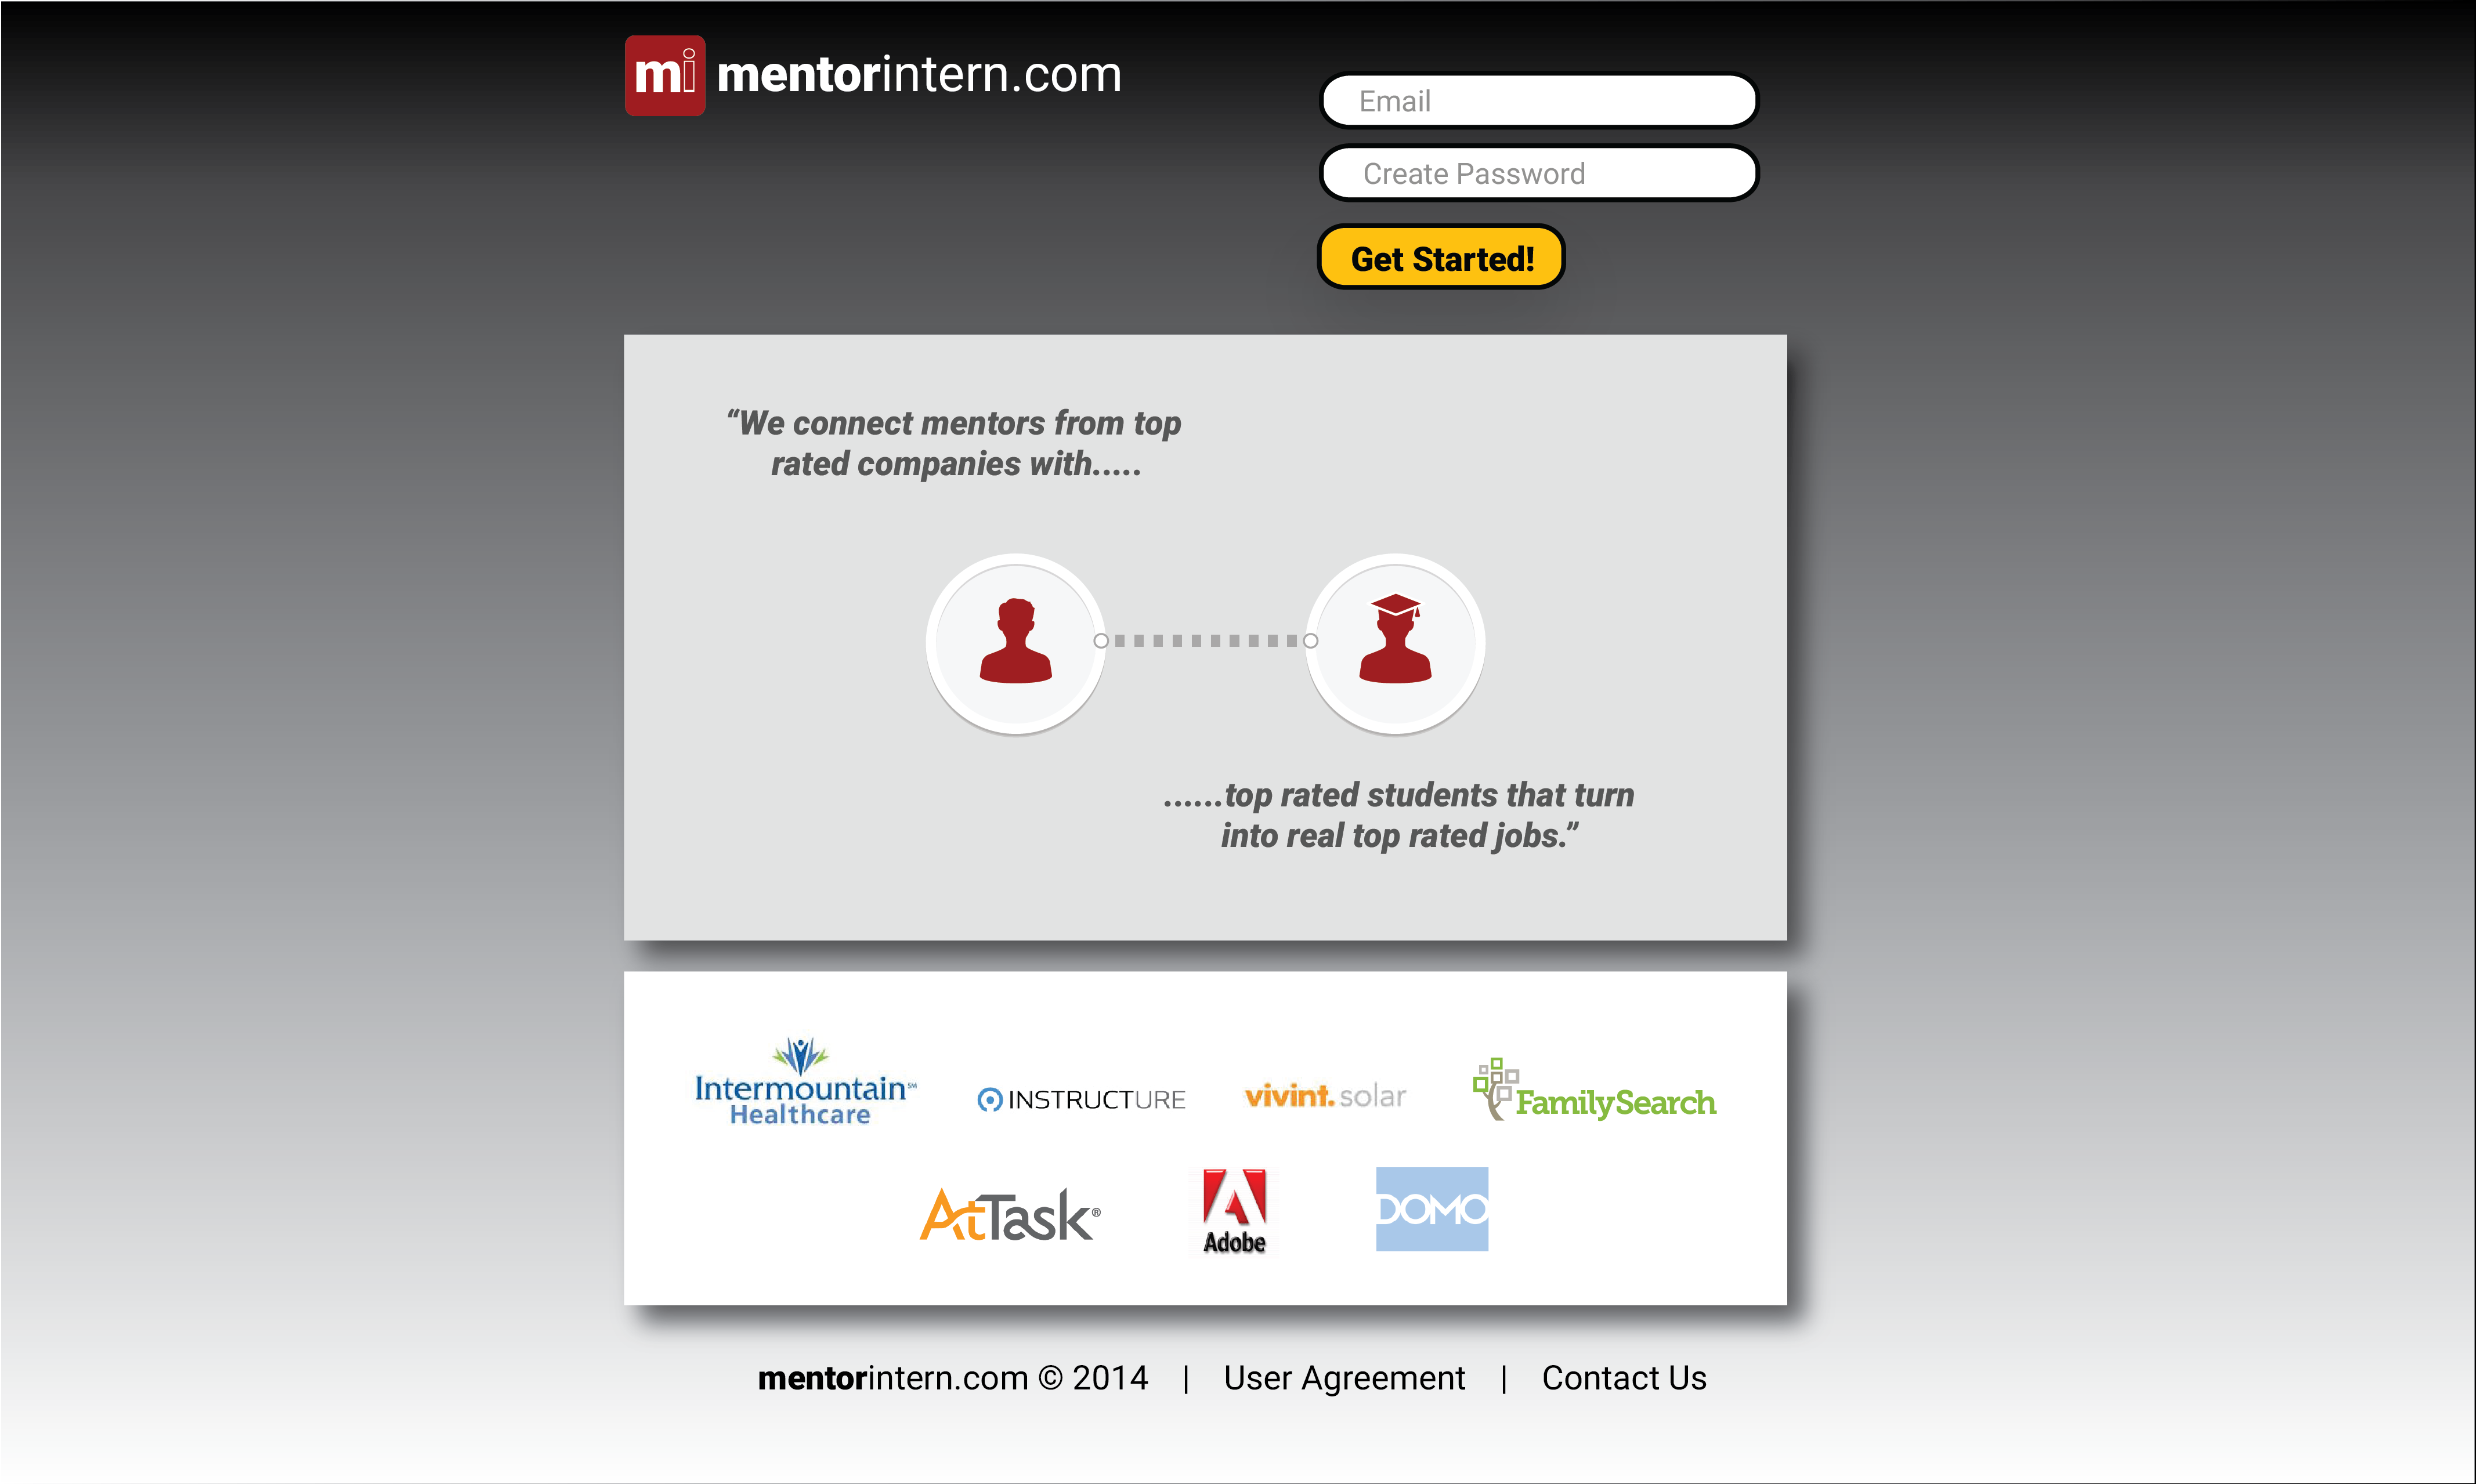 mi mentorintern.com
Email
Create Password
Get Started!
“We connect mentors from top
rated companies with.....
......top rated students that turn
into real top rated jobs.”
Intermountain℠
Healthcare
INSTRUCTURE
vivint. solar
FamilySearch
AtTask®
Adobe
DOMO
mentorintern.com © 2014 | User Agreement | Contact Us